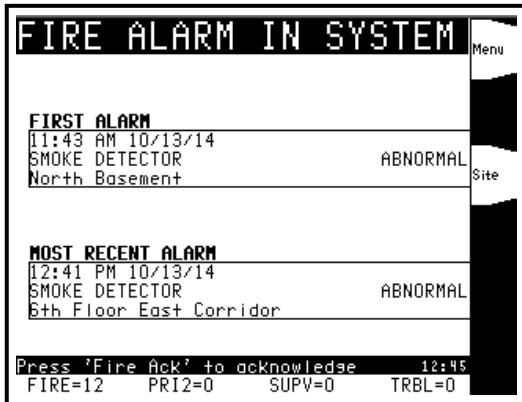 FIRE ALARM IN SYSTEM
Menu
FIRST ALARM
11:43 AM 10/13/14
SMOKE DETECTOR ABNORMAL
North Basement
Site
MOST RECENT ALARM
12:41 PM 10/13/14
SMOKE DETECTOR ABNORMAL
6th Floor East Corridor
Press 'Fire Ack' to acknowledge 12:45
FIRE=12 PRI2=0 SUPV=0 TRBL=0